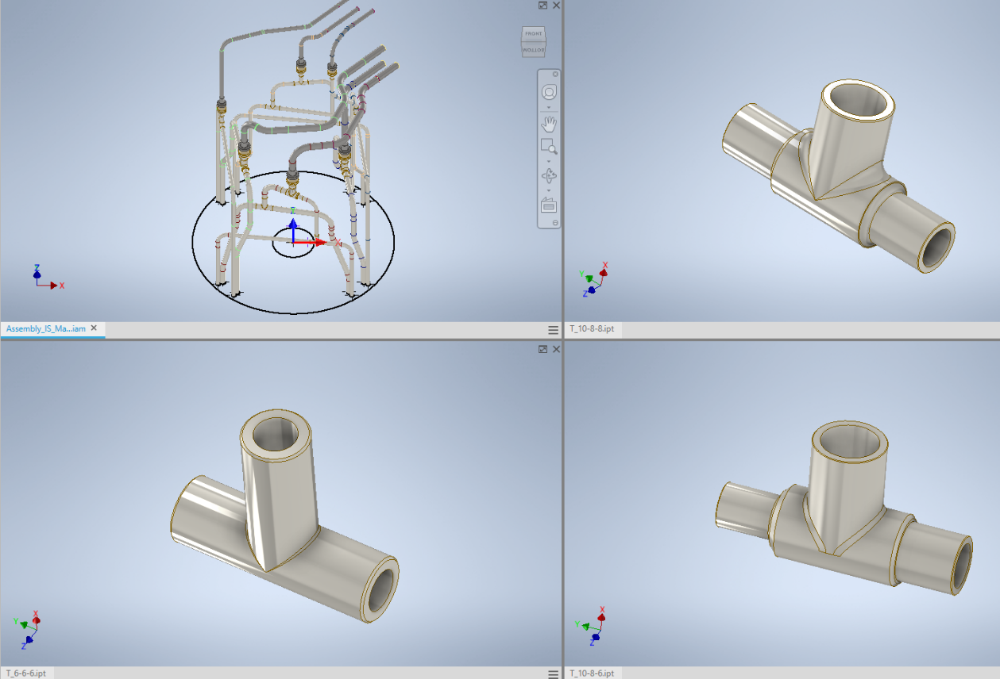 FRONT
BOTTOM
Z
X
Z
X
Assembly_IS_Ma...iam
X
Y
Z
T_10-8-8.ipt
X
Y
Z
T_6-6-6.ipt
X
Y
Z
T_10-8-6.ipt